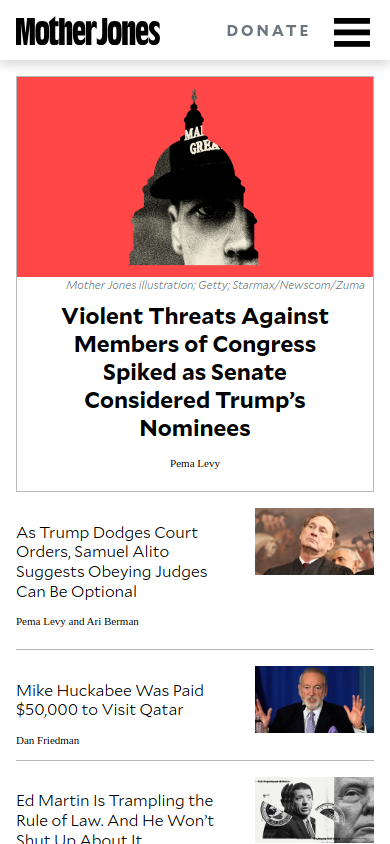 Mother Jones
DONATE
MA
GREA
Mother Jones illustration; Getty; Starmax/Newscom/Zuma
Violent Threats Against
Members of Congress
Spiked as Senate
Considered Trump's
Nominees
Pema Levy
As Trump Dodges Court
Orders, Samuel Alito
Suggests Obeying Judges
Can Be Optional
Pema Levy and Ari Berman
Mike Huckabee Was Paid
$50,000 to Visit Qatar
Dan Friedman
Ed Martin Is Trampling the
Rule of Law. And He Won't
Shut Up About It